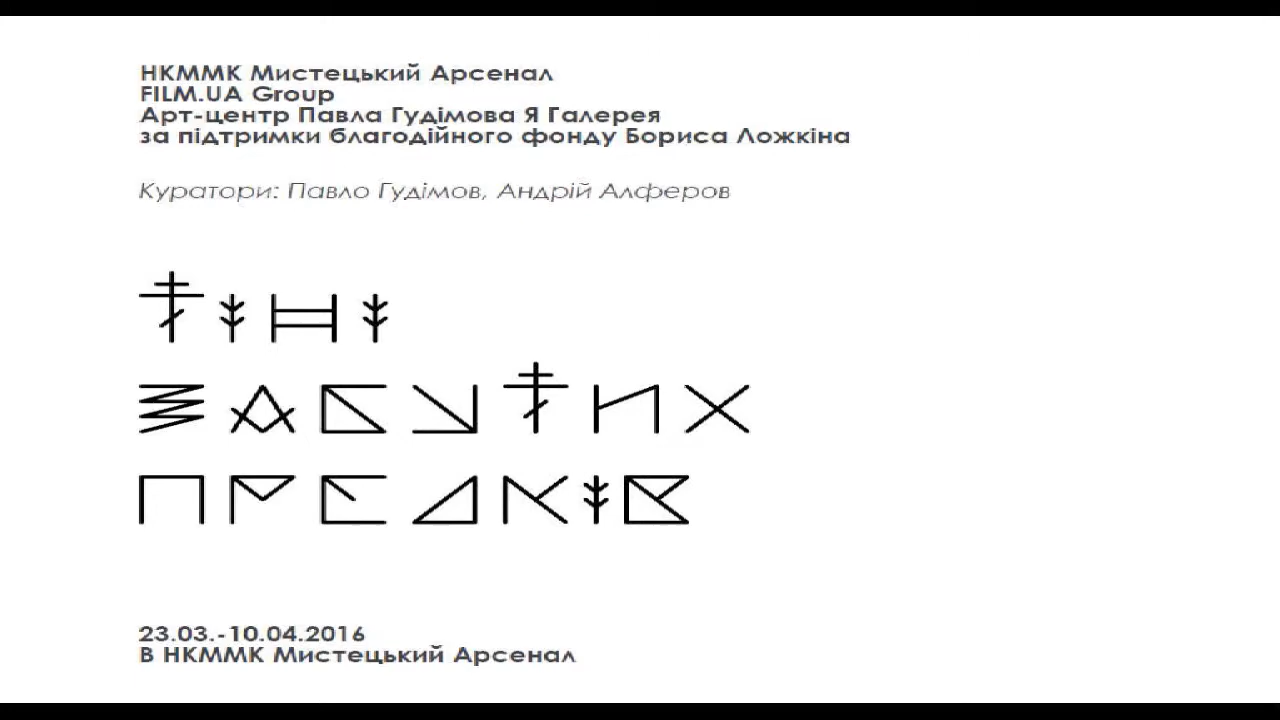 НКММК Мистецький Арсенал
FILM.UA Group
Арт-центр Павла Гудімова Я Галерея
за підтримки благодійного фонду Бориса Ложкіна
Куратори: Павло Гудімов, Андрій Алферов
ТІНІ
ЗАБУТИХ
ПРЕДКІВ
23.03.-10.04.2016
В НКММК Мистецький Арсенал